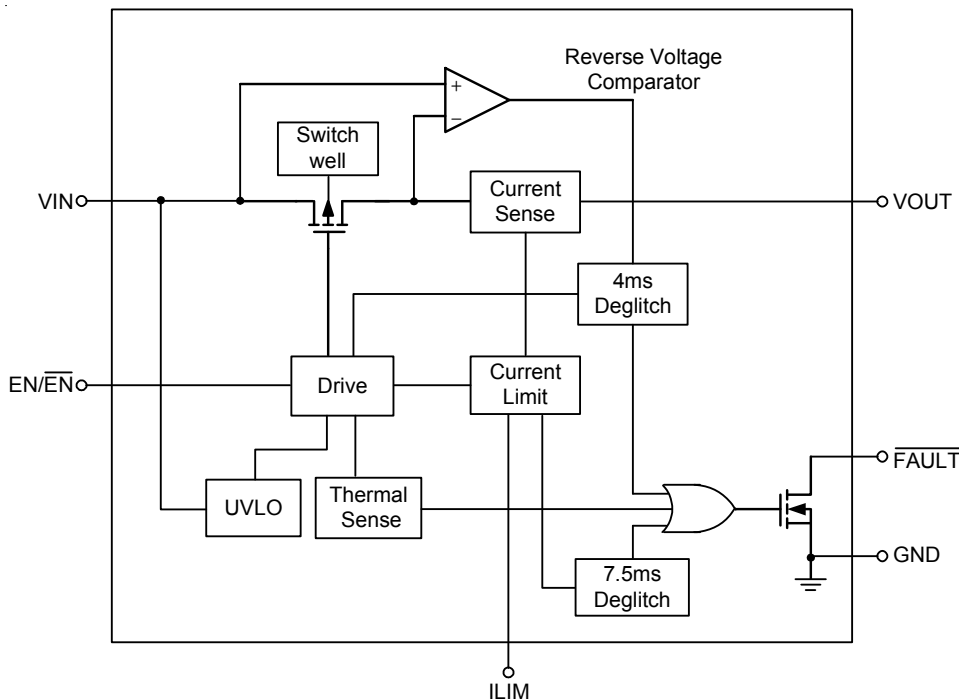 Reverse Voltage
Comparator
+
−
Switch
well
VIN
Current
Sense
VOUT
4ms
Deglitch
EN/EN
Drive
Current
Limit
FAULT
UVLO
Thermal
Sense
GND
7.5ms
Deglitch
ILIM